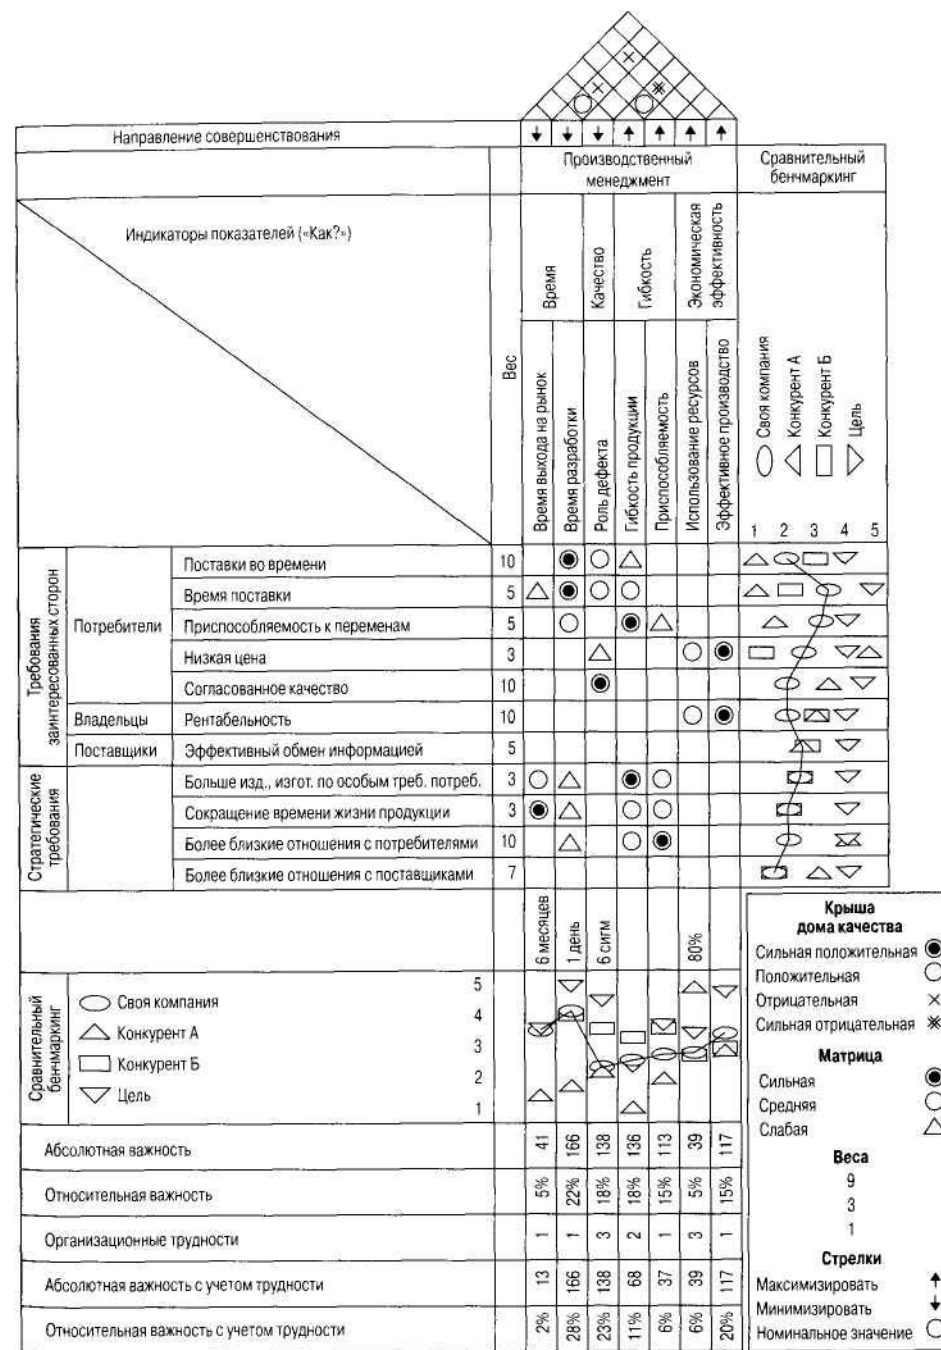 Направление совершенствования
Производственный
менеджмент
Сравнительный
бенчмаркинг
Индикаторы показателей («Как?»)
Вес
Время
Качество
Гибкость
Экономическая
эффективность
Время выхода на рынок
Время разработки
Роль дефекта
Гибкость продукции
Приспособляемость
Использование ресурсов
Эффективное производство
Своя компания
Конкурент А
Конкурент Б
Цель
1 2 3 4 5
Требования
заинтересованных сторон
Потребители
Поставки во времени 10
Время поставки 5
Приспособляемость к переменам 5
Низкая цена 3
Согласованное качество 10
Владельцы Рентабельность 10
Поставщики Эффективный обмен информацией 5
Стратегические
требования
Больше изд., изгот. по особым треб. потреб. 3
Сокращение времени жизни продукции 3
Более близкие отношения с потребителями 10
Более близкие отношения с поставщиками 7
6 месяцев 1 день 6 сигм 80%
Сравнительный
бенчмаркинг
Своя компания
Конкурент А
Конкурент Б
Цель
5
4
3
2
1
Абсолютная важность 41 166 138 136 113 39 117
Относительная важность 5% 22% 18% 18% 15% 5% 15%
Организационные трудности 1 1 3 2 1 3 1
Абсолютная важность с учетом трудности 13 166 138 68 37 39 117
Относительная важность с учетом трудности 2% 28% 23% 11% 6% 6% 20%
Крыша
дома качества
Сильная положительная
Положительная
Отрицательная
Сильная отрицательная
Матрица
Сильная
Средняя
Слабая
Веса
9
3
1
Стрелки
Максимизировать
Минимизировать
Номинальное значение